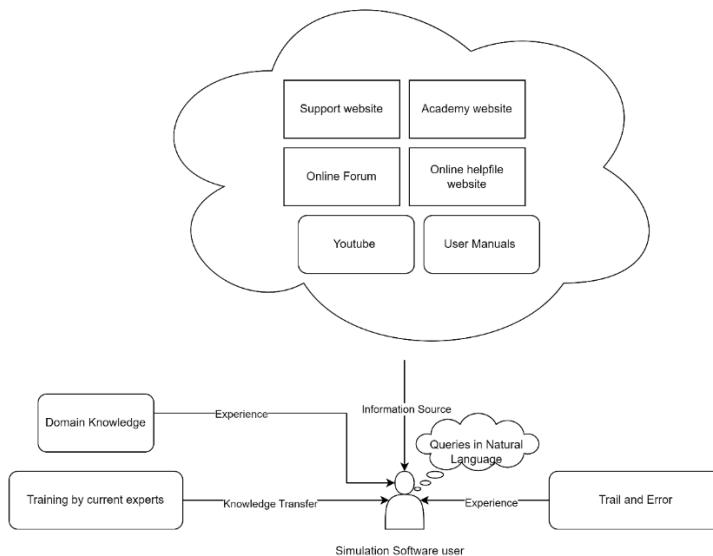 Support website
Academy website
Online Forum
Online helpfile
website
Youtube
User Manuals
Information Source
Domain Knowledge
Experience
Queries in Natural
Language
Training by current experts
Knowledge Transfer
Experience
Trail and Error
Simulation Software user